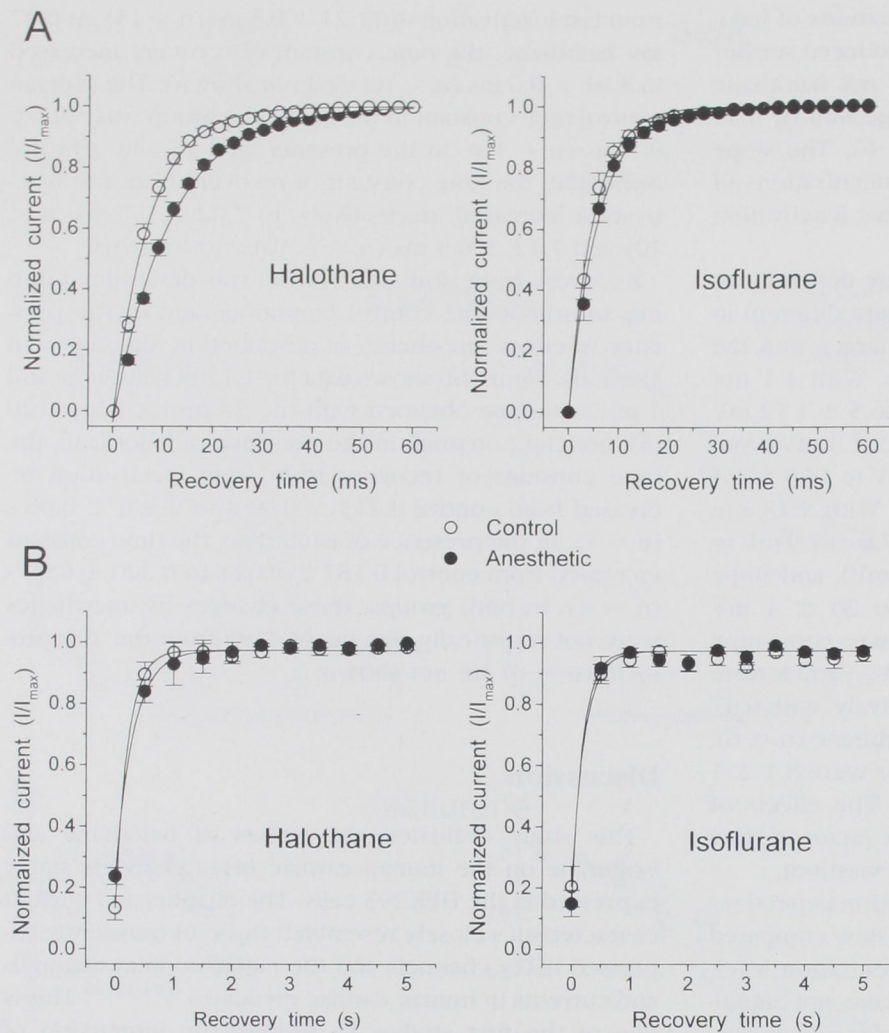 A
Normalized current (I/Imax)
1.0
0.8
0.6
0.4
0.2
0.0
Halothane
0 10 20 30 40 50 60
Recovery time (ms)
Normalized current (I/Imax)
1.0
0.8
0.6
0.4
0.2
0.0
Isoflurane
0 10 20 30 40 50 60
Recovery time (ms)
Control
Anesthetic
B
Normalized current (I/Imax)
1.0
0.8
0.6
0.4
0.2
0.0
Halothane
0 1 2 3 4 5
Recovery time (s)
Normalized current (I/Imax)
1.0
0.8
0.6
0.4
0.2
0.0
Isoflurane
0 1 2 3 4 5
Recovery time (s)